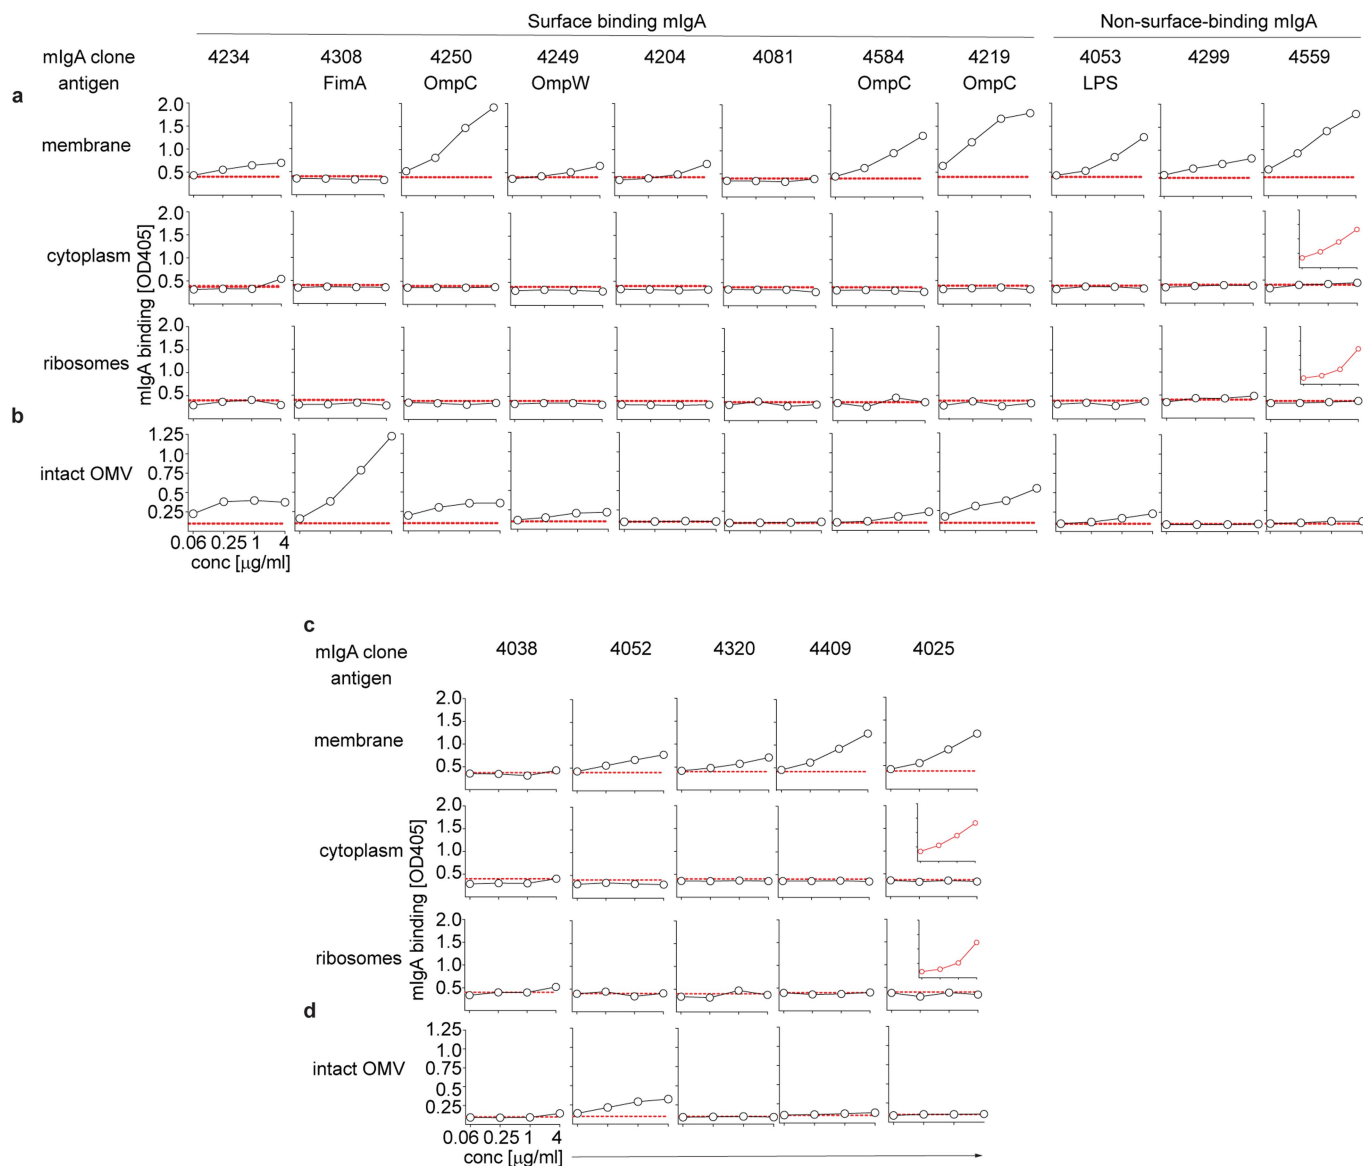 Surface binding mIgA Non-surface-binding mIgA
mIgA clone 4234 4308 4250 4249 4204 4081 4584 4219 4053 4299 4559
antigen FimA OmpC OmpW OmpC OmpC LPS
a
membrane
2.0
1.5
1.0
0.5
cytoplasm
2.0
1.5
1.0
0.5
mIgA binding [OD405]
ribosomes
2.0
1.5
1.0
0.5
b
intact OMV
1.25
0.75
0.5
0.25
0.06 0.25 1 4
conc [μg/ml]
c
mIgA clone 4038 4052 4320 4409 4025
antigen
membrane
2.0
1.5
1.0
0.5
cytoplasm
2.0
1.5
1.0
0.5
mIgA binding [OD405]
ribosomes
2.0
1.5
1.0
0.5
d
intact OMV
1.25
1.0
0.75
0.5
0.25
0.06 0.25 1 4
conc [μg/ml]